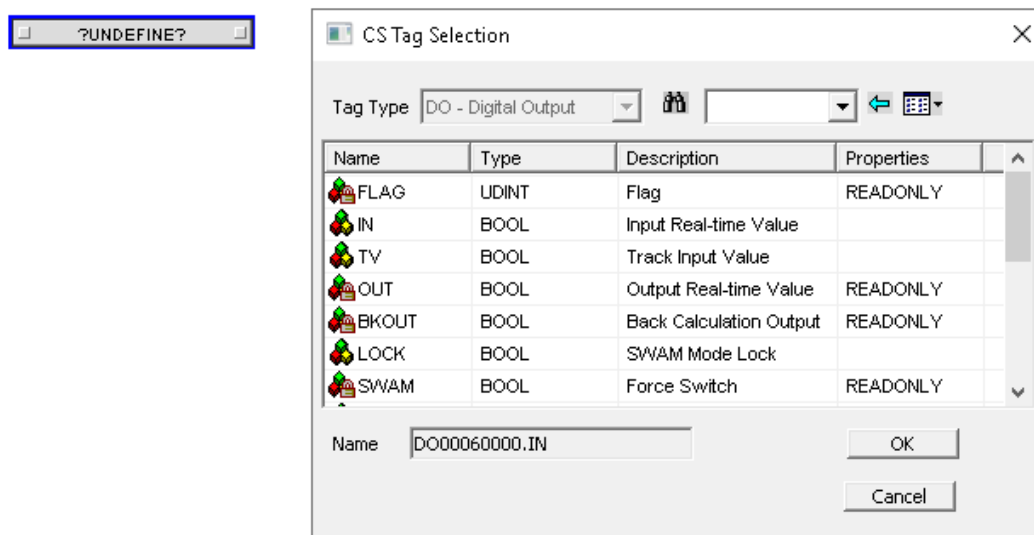 ?UNDEFINE?
CS Tag Selection
Tag Type DO - Digital Output
Name Type Description Properties
FLAG UDINT Flag READONLY
IN BOOL Input Real-time Value
TV BOOL Track Input Value
OUT BOOL Output Real-time Value READONLY
BKOUT BOOL Back Calculation Output READONLY
LOCK BOOL SWAM Mode Lock
SWAM BOOL Force Switch READONLY
Name DO00060000.IN OK
Cancel